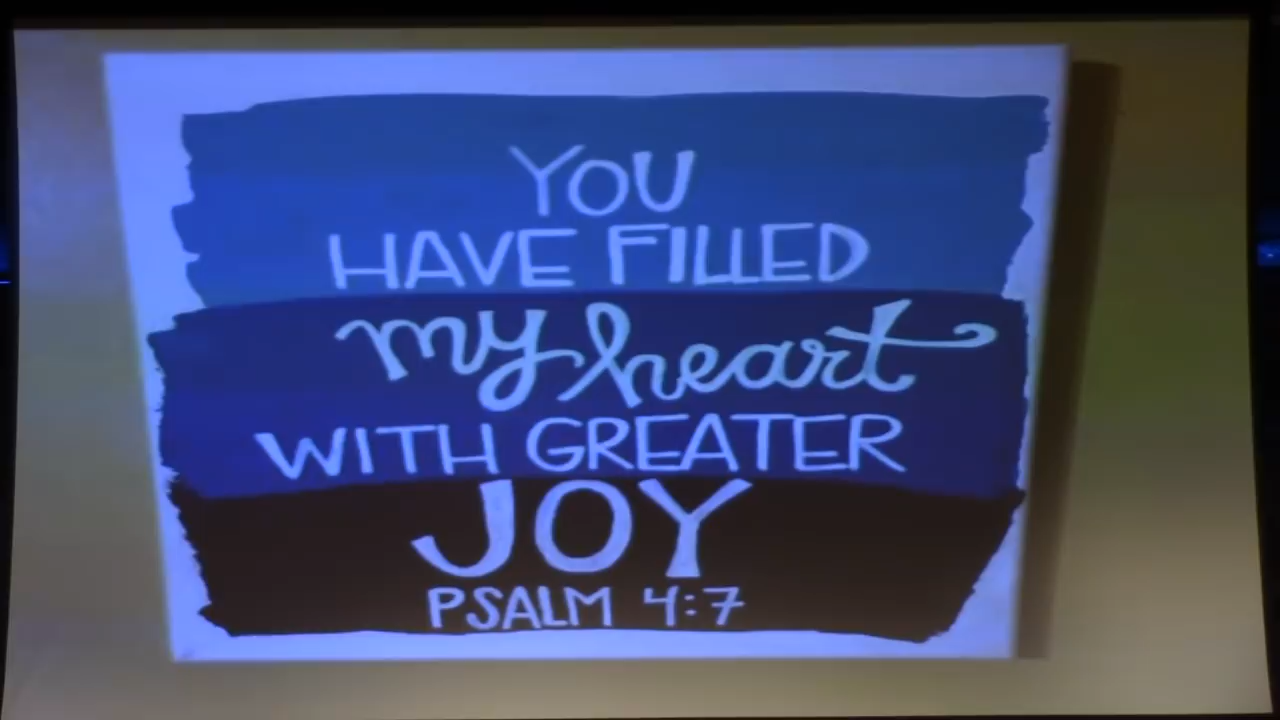 YOU
HAVE FILLED
my heart
WITH GREATER
JOY
PSALM 4:7